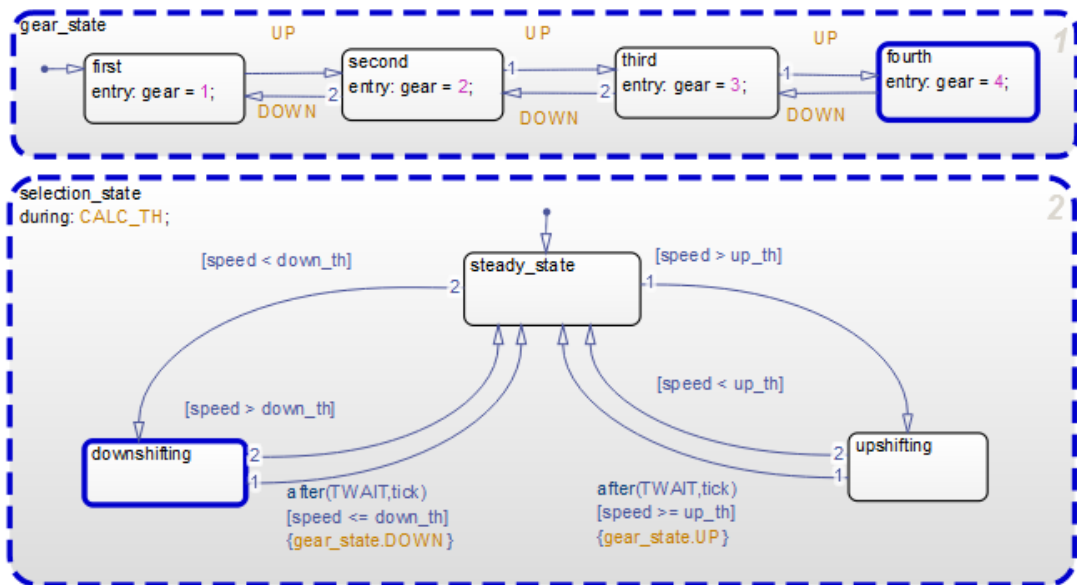 gear_state
1
UP
UP
UP
first
entry: gear = 1;
second
entry: gear = 2;
third
entry: gear = 3;
fourth
entry: gear = 4;
1
2
1
2
DOWN
DOWN
DOWN
selection_state
during: CALC_TH;
2
[speed < down_th]
steady_state
[speed > up_th]
2
1
[speed > down_th]
[speed < up_th]
downshifting
2
1
upshifting
2
1
after(TWAIT,tick)
[speed <= down_th]
{gear_state.DOWN}
after(TWAIT,tick)
[speed >= up_th]
{gear_state.UP}